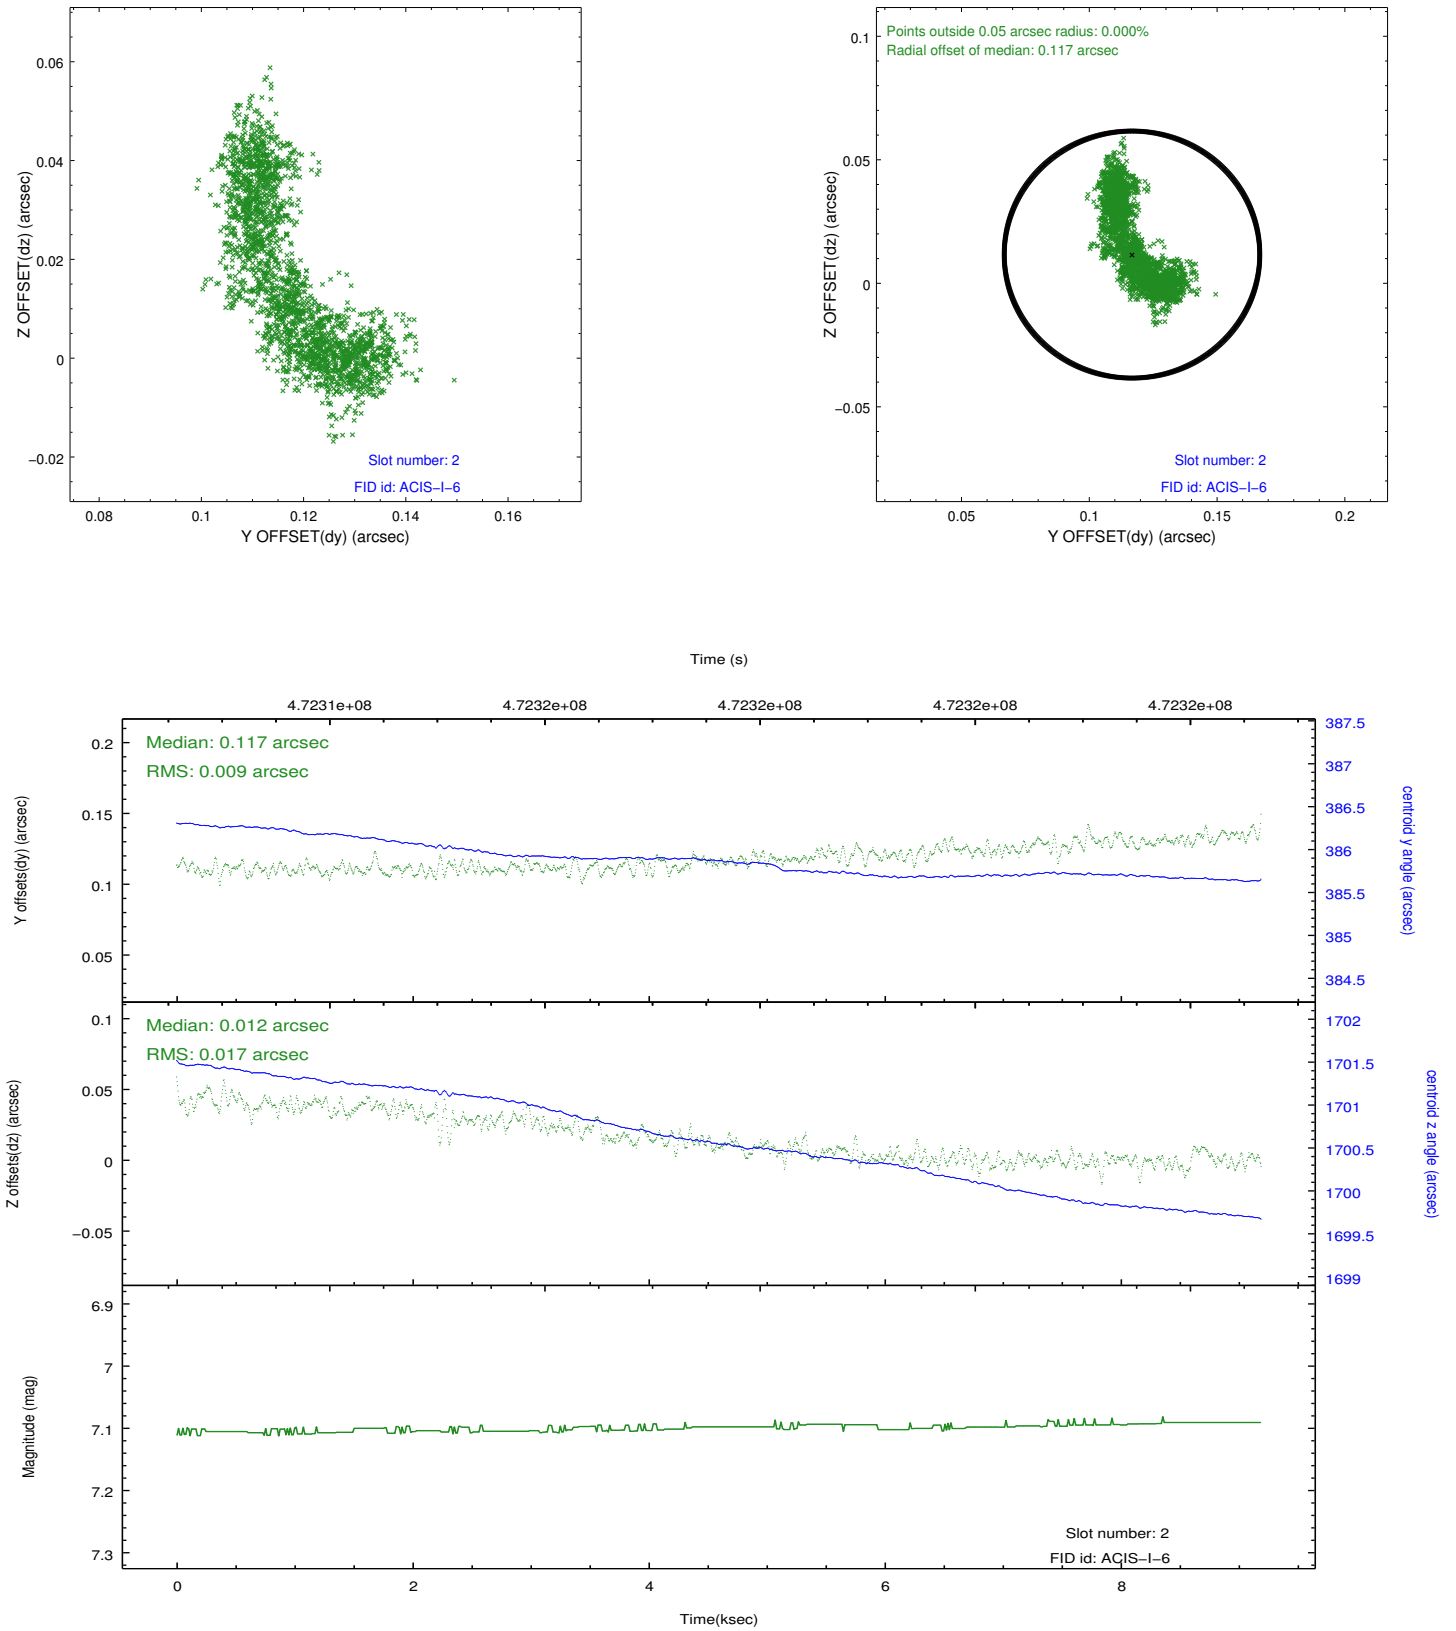 0.06
0.04
0.02
0
−0.02
Z OFFSET(dz) (arcsec)
Slot number: 2
FID id: ACIS−I−6
0.08
0.1
0.12
0.14
0.16
Y OFFSET(dy) (arcsec)
Points outside 0.05 arcsec radius: 0.000%
Radial offset of median: 0.117 arcsec
0.1
0.05
0
−0.05
Z OFFSET(dz) (arcsec)
Slot number: 2
FID id: ACIS−I−6
0.05
0.1
0.15
0.2
Y OFFSET(dy) (arcsec)
Time (s)
4.7231e+08
4.7232e+08
4.7232e+08
4.7232e+08
4.7232e+08
Median: 0.117 arcsec
RMS: 0.009 arcsec
0.2
0.15
0.1
0.05
Y offsets(dy) (arcsec)
387.5
387
386.5
386
385.5
385
384.5
centroid y angle (arcsec)
Median: 0.012 arcsec
RMS: 0.017 arcsec
0.1
0.05
0
−0.05
Z offsets(dz) (arcsec)
1702
1701.5
1701
1700.5
1700
1699.5
1699
centroid z angle (arcsec)
6.9
7
7.1
7.2
7.3
Magnitude (mag)
Slot number: 2
FID id: ACIS−I−6
0
2
4
6
8
Time(ksec)